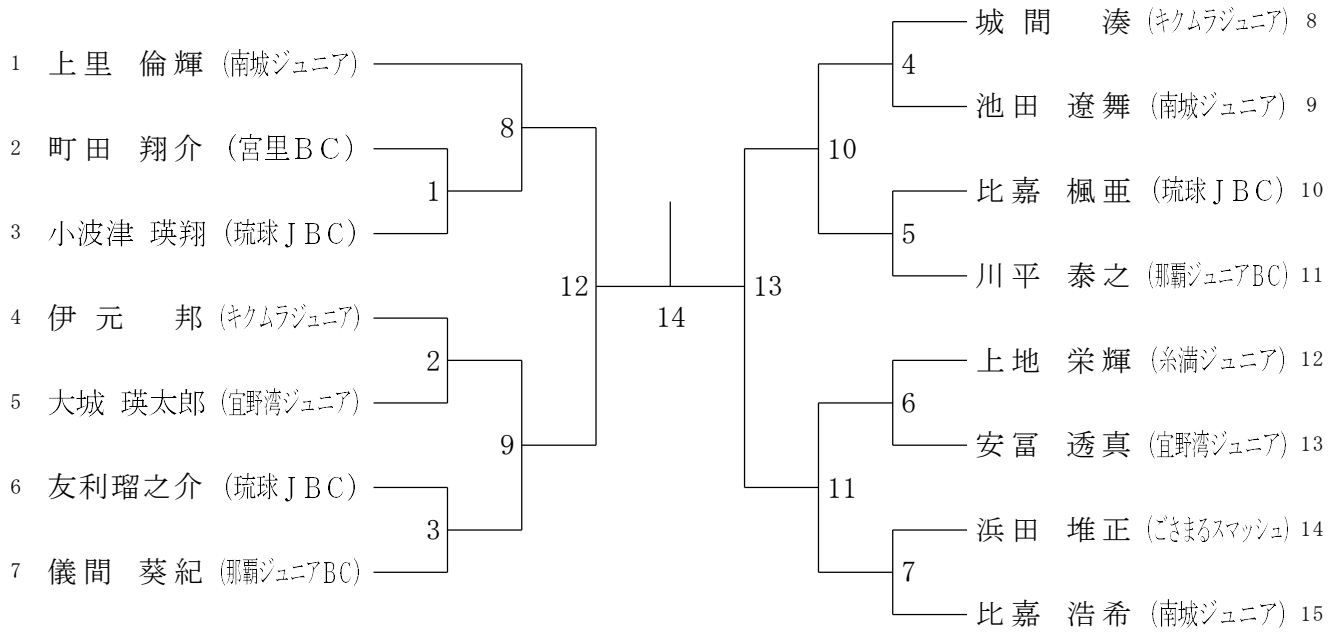 1 上里 倫輝 (南城ジュニア)
2 町田 翔介 (宮里BC)
3 小波津 瑛翔 (琉球JBC)
4 伊元 邦 (キクムラジュニア)
5 大城 瑛太郎 (宜野湾ジュニア)
6 友利瑠之介 (琉球JBC)
7 儀間 葵紀 (那覇ジュニアBC)
8
1
2
9
3
12
14
13
10
4
5
11
6
7
城間 湊 (キクムラジュニア) 8
池田 遼舞 (南城ジュニア) 9
比嘉 楓亜 (琉球JBC) 10
川平 泰之 (那覇ジュニアBC) 11
上地 栄輝 (糸満ジュニア) 12
安冨 透真 (宜野湾ジュニア) 13
浜田 堆正 (ごさまるスマッシュ) 14
比嘉 浩希 (南城ジュニア) 15